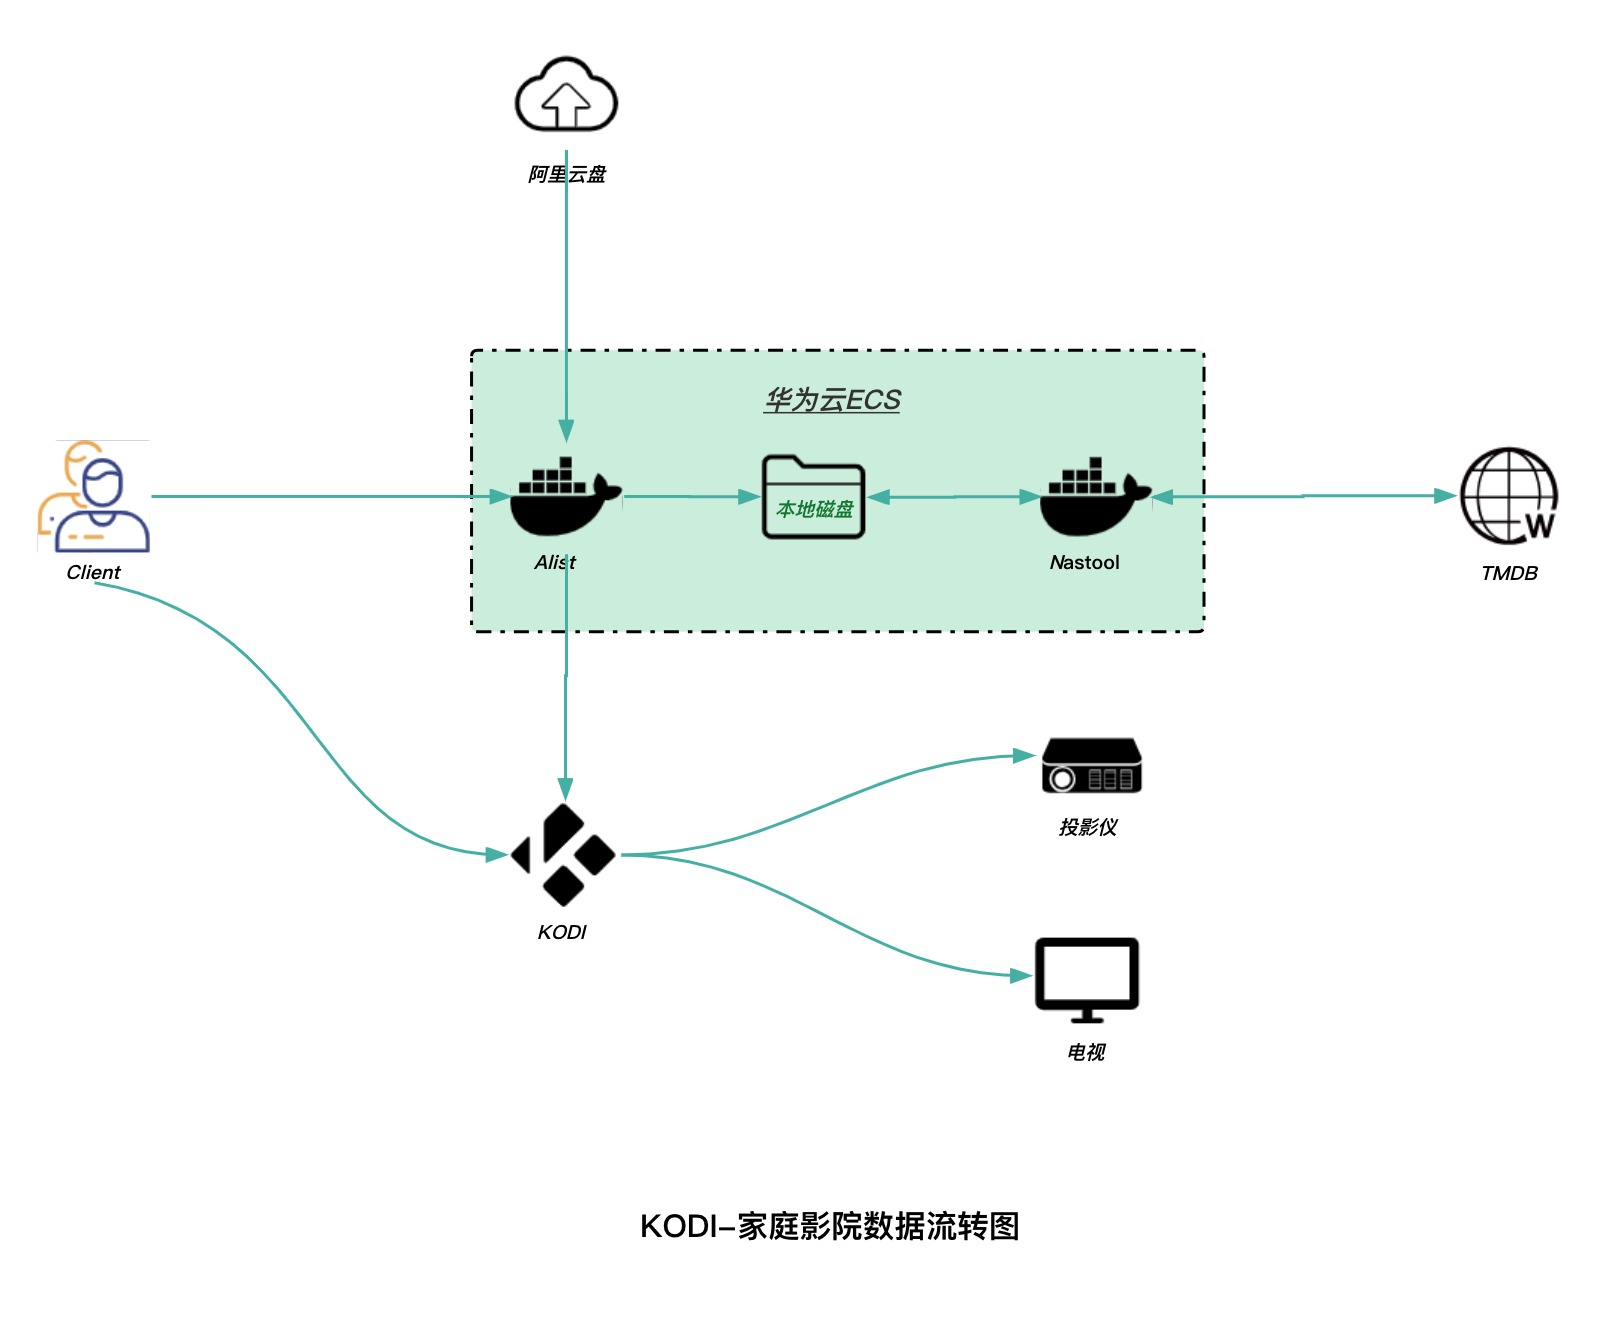 阿里云盘
华为云ECS
本地磁盘
Client
Alist
Nastool
TMDB
W
投影仪
KODI
电视
KODI-家庭影院数据流转图